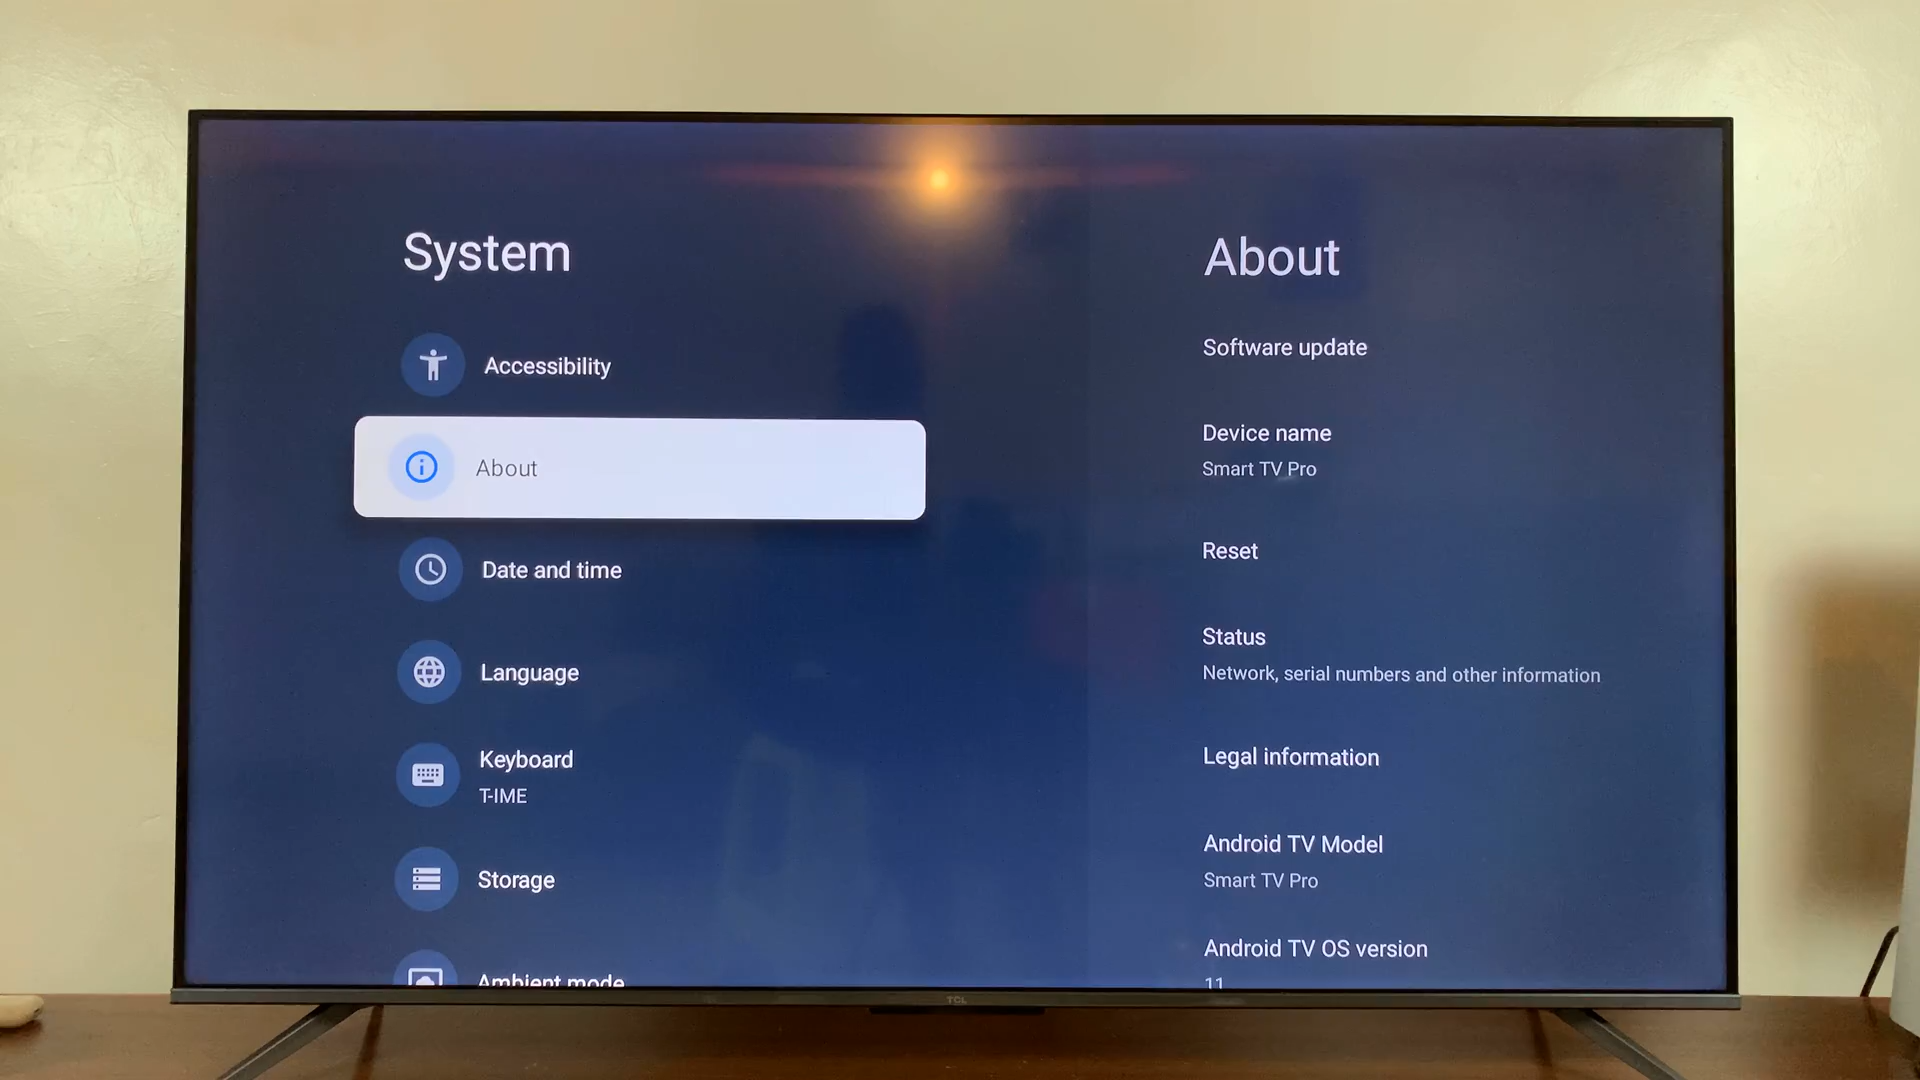 System
Accessibility
About
Date and time
Language
Keyboard
T-IME
Storage
Ambient mode
About
Software update
Device name
Smart TV Pro
Reset
Status
Network, serial numbers and other information
Legal information
Android TV Model
Smart TV Pro
Android TV OS version
11
TCL